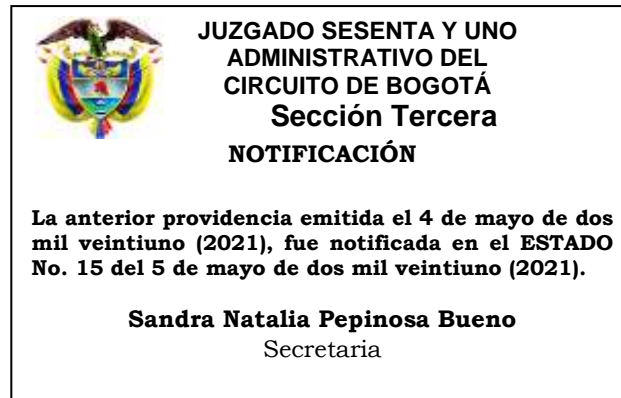 JUZGADO SESENTA Y UNO
ADMINISTRATIVO DEL
CIRCUITO DE BOGOTÁ
Sección Tercera
NOTIFICACIÓN
La anterior providencia emitida el 4 de mayo de dos
mil veintiuno (2021), fue notificada en el ESTADO
No. 15 del 5 de mayo de dos mil veintiuno (2021).
Sandra Natalia Pepinosa Bueno
Secretaria